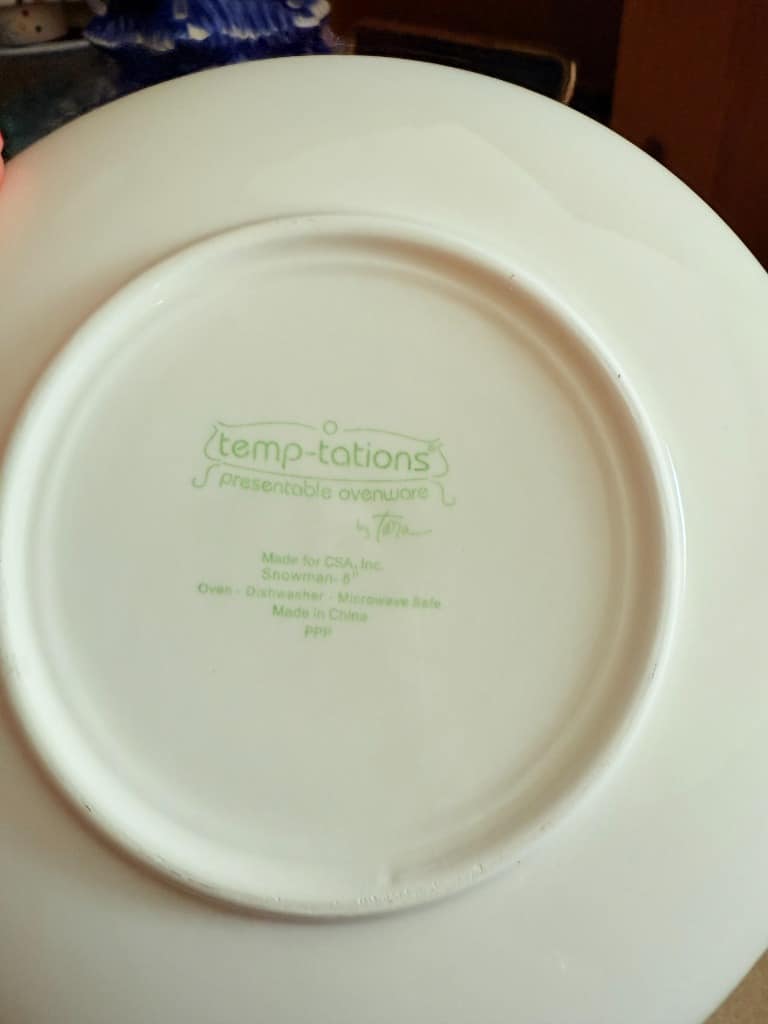 temp-tations®
presentable ovenware
by Tara
Made for CSA, Inc.
Snowman- 8"
Oven - Dishwasher - Microwave Safe
Made in China
PPP